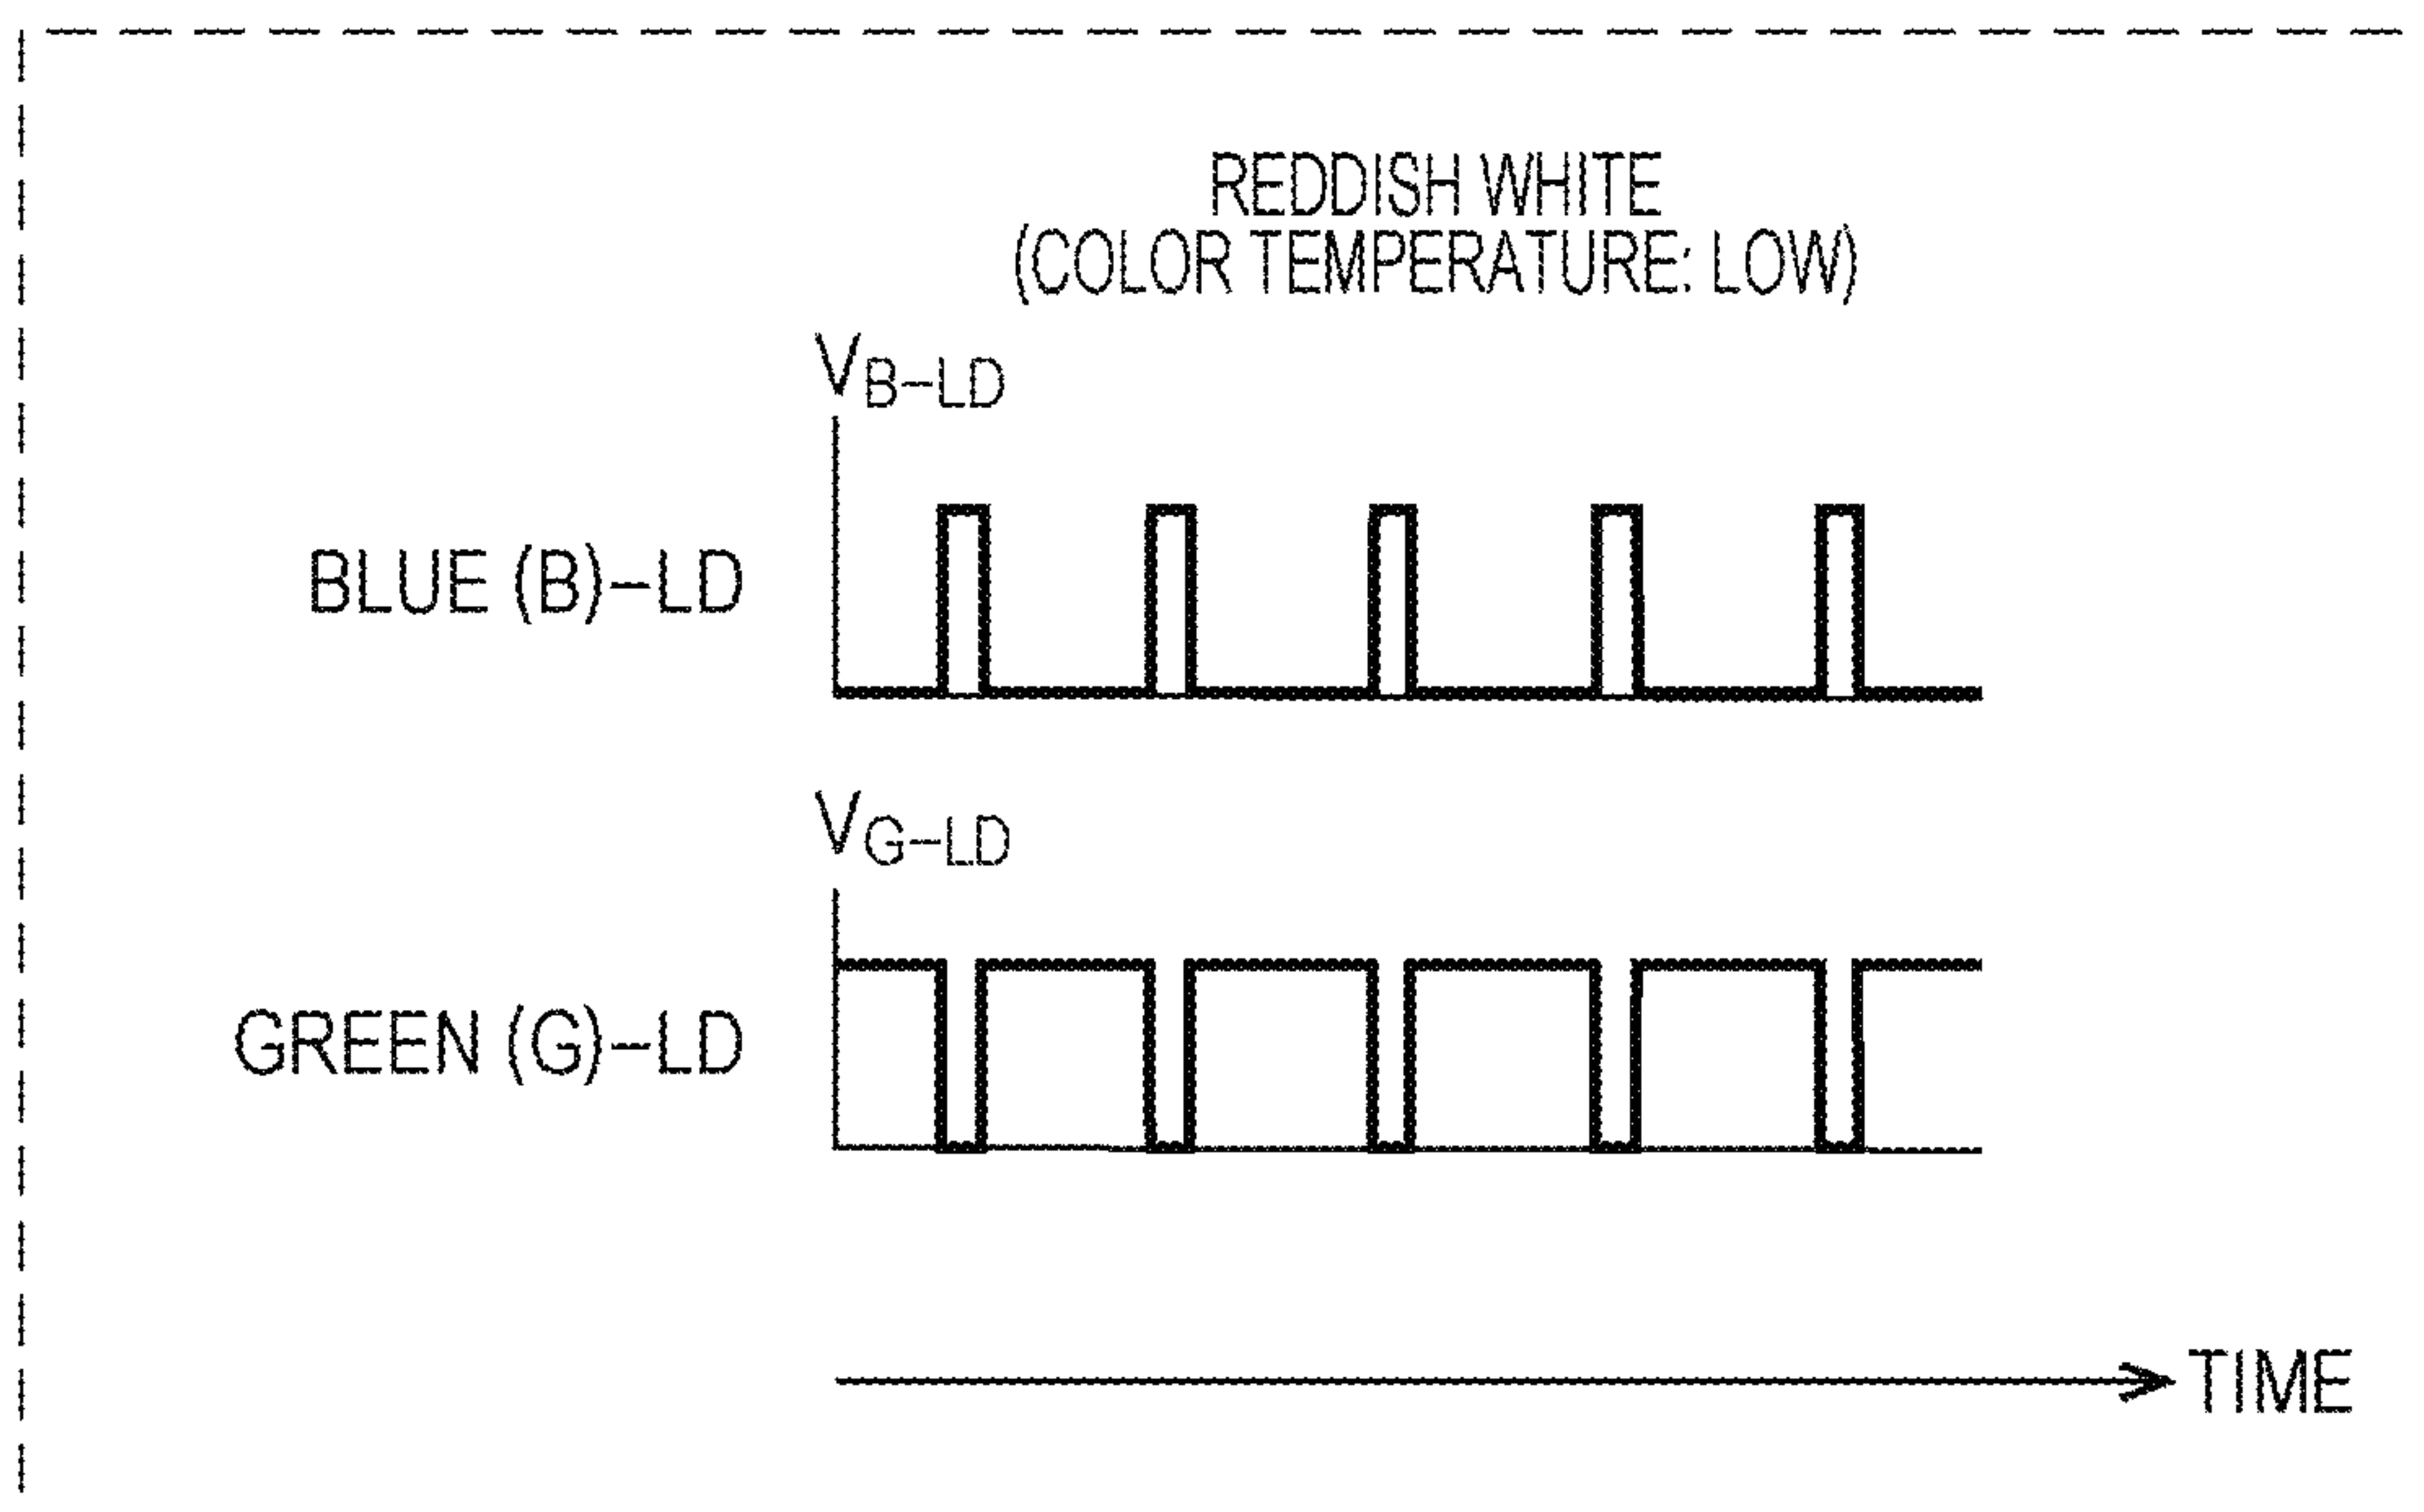 REDDISH WHITE
(COLOR TEMPERATURE: LOW)
VB-LD
BLUE (B)-LD
VG-LD
GREEN (G)-LD
TIME